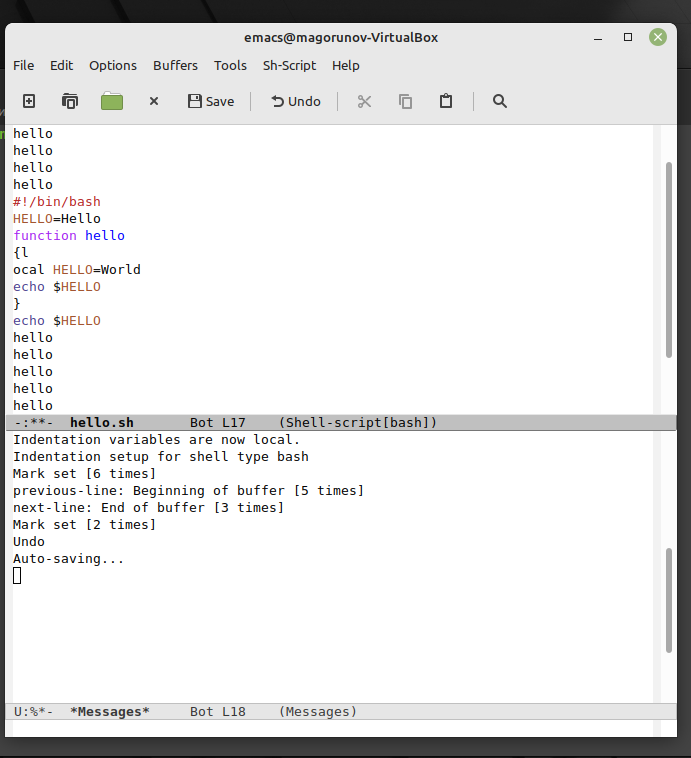 emacs@magorunov-VirtualBox
File Edit Options Buffers Tools Sh-Script Help
Save Undo
hello
hello
hello
hello
#!/bin/bash
HELLO=Hello
function hello
{l
ocal HELLO=World
echo $HELLO
}
echo $HELLO
hello
hello
hello
hello
hello
-:**-  hello.sh       Bot L17    (Shell-script[bash])
Indentation variables are now local.
Indentation setup for shell type bash
Mark set [6 times]
previous-line: Beginning of buffer [5 times]
next-line: End of buffer [3 times]
Mark set [2 times]
Undo
Auto-saving...
U:%*-  *Messages*     Bot L18    (Messages)